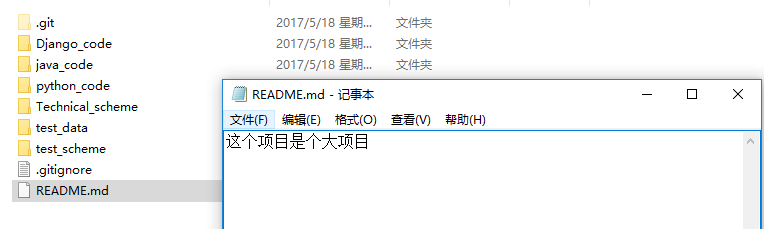 .git 2017/5/18 星期... 文件夹
Django_code 2017/5/18 星期... 文件夹
java_code 2017/5/18 星期... 文件夹
python_code
Technical_scheme
test_data
test_scheme
.gitignore
README.md
README.md - 记事本
文件(F) 编辑(E) 格式(O) 查看(V) 帮助(H)
这个项目是个大项目